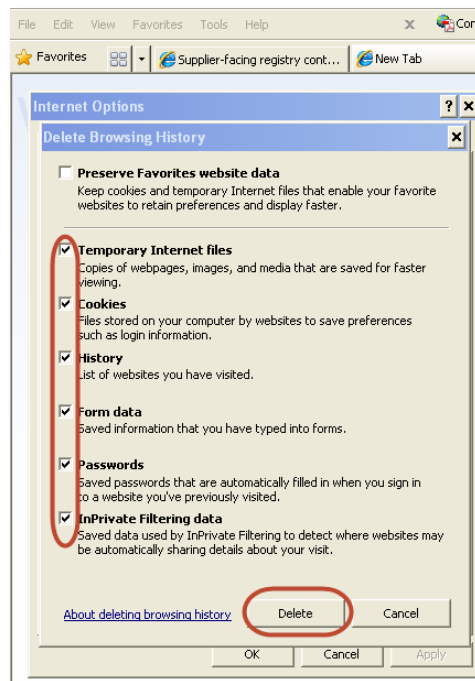 File Edit View Favorites Tools Help X
Favorites Supplier-facing registry cont... New Tab
Internet Options
Delete Browsing History
Preserve Favorites website data
Keep cookies and temporary Internet files that enable your favorite
websites to retain preferences and display faster.
Temporary Internet files
Copies of webpages, images, and media that are saved for faster
viewing.
Cookies
Files stored on your computer by websites to save preferences
such as login information.
History
List of websites you have visited.
Form data
Saved information that you have typed into forms.
Passwords
Saved passwords that are automatically filled in when you sign in
to a website you've previously visited.
InPrivate Filtering data
Saved data used by InPrivate Filtering to detect where websites may
be automatically sharing details about your visit.
About deleting browsing history Delete Cancel
OK Cancel Apply